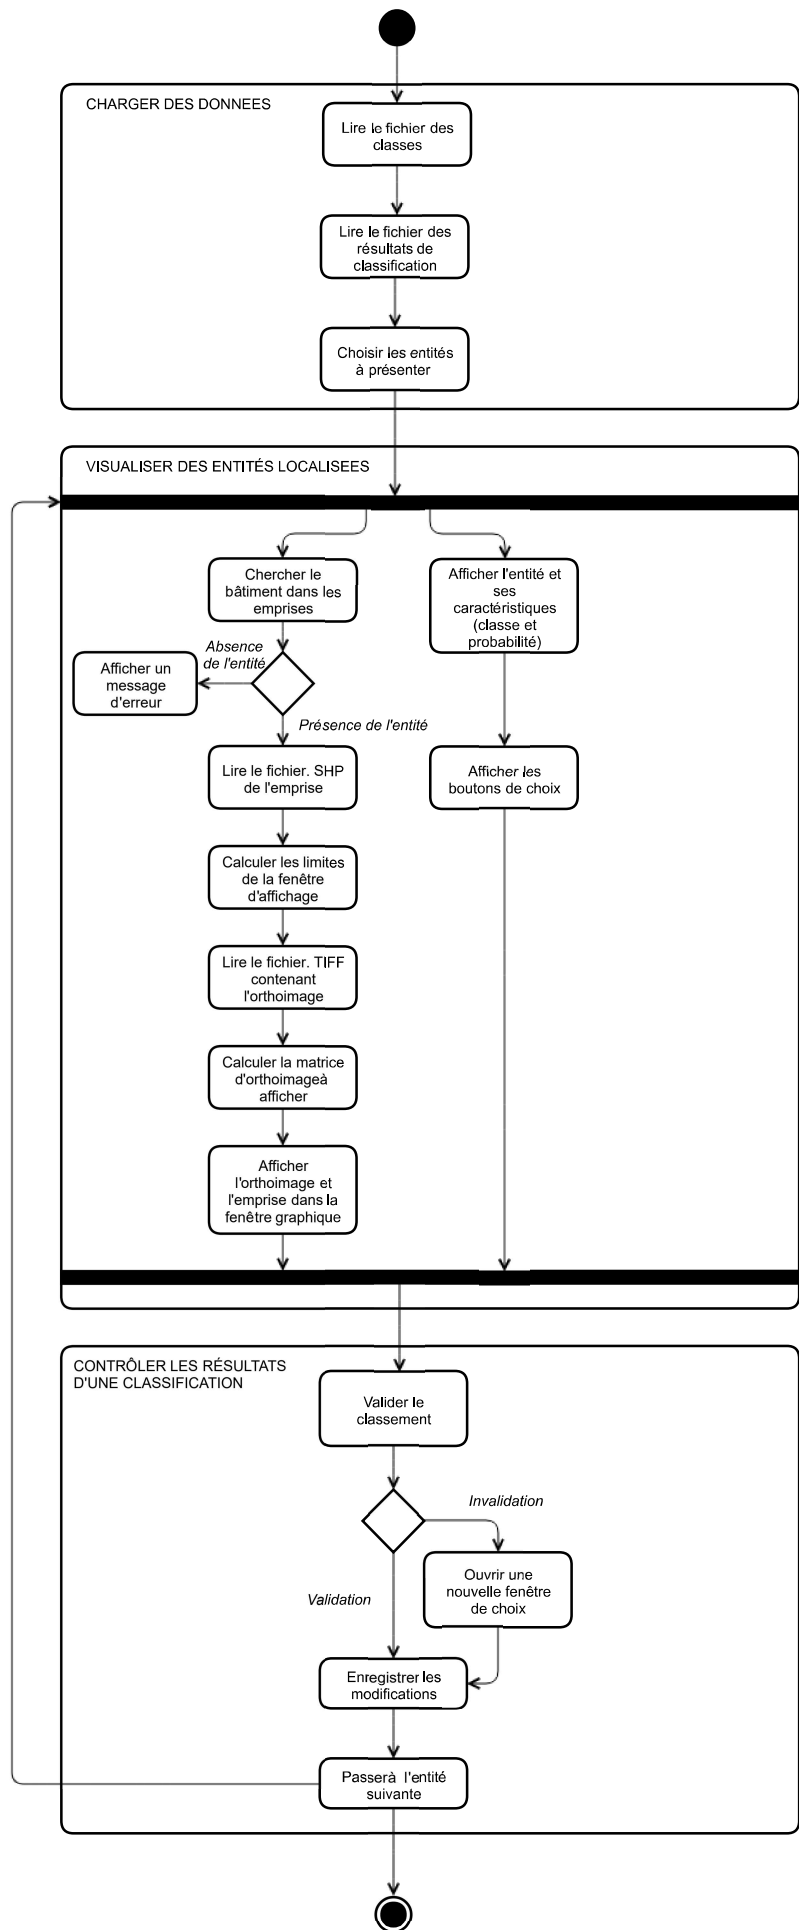 CHARGER DES DONNEES
Lire le fichier des
classes
Lire le fichier des
résultats de
classification
Choisir les entités
à présenter
VISUALISER DES ENTITÉS LOCALISEES
Chercher le
bâtiment dans les
emprises
Afficher l'entité et
ses
caractéristiques
(classe et
probabilité)
Absence
de l'entité
Afficher un
message
d'erreur
Présence de l'entité
Lire le fichier. SHP
de l'emprise
Afficher les
boutons de choix
Calculer les limites
de la fenêtre
d'affichage
Lire le fichier. TIFF
contenant
l'orthoimage
Calculer la matrice
d'orthoimageà
afficher
Afficher
l'orthoimage et
l'emprise dans la
fenêtre graphique
CONTRÔLER LES RÉSULTATS
D'UNE CLASSIFICATION
Valider le
classement
Invalidation
Ouvrir une
nouvelle fenêtre
de choix
Validation
Enregistrer les
modifications
Passerà l'entité
suivante